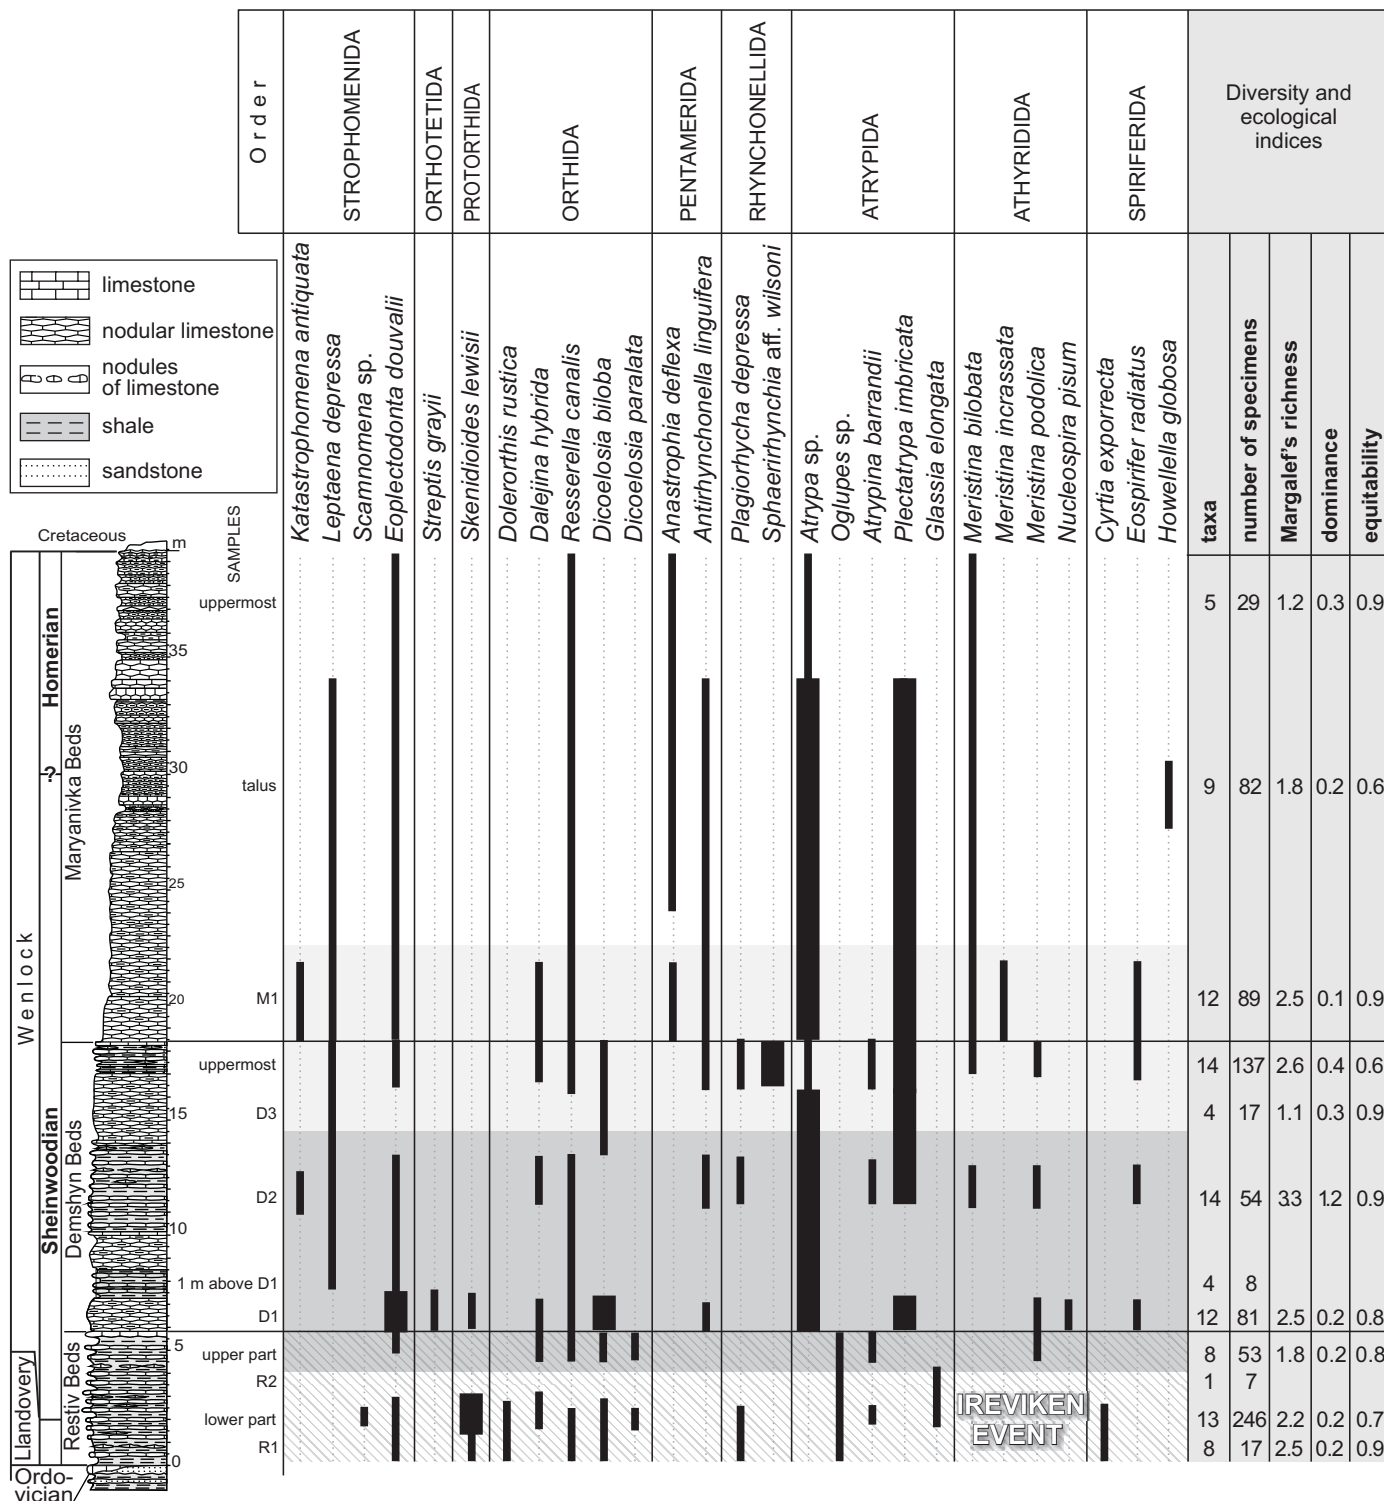 Order
STROPHOMENIDA
ORTHOTETIDA
PROTORTHIDA
ORTHIDA
PENTAMERIDA
RHYNCHONELLIDA
ATRYPIDA
ATHYRIDIDA
SPIRIFERIDA
Diversity and
ecological
indices
limestone
nodular limestone
nodules
of limestone
shale
sandstone
Katastrophomena antiquata
Leptaena depressa
Scammomena sp.
Eoplectodonta douvalii
Streptis grayii
Skenidioides lewisii
Dolerorthis rustica
Dalejina hybrida
Resserella canalis
Dicoelosia biloba
Dicoelosia paralata
Anastrophia deflexa
Antirhynchonella linguifera
Plagiorhycha depressa
Sphaerirhynchia aff. wilsoni
Atrypa sp.
Oglupes sp.
Atrypina barrandii
Plectatrypa imbricata
Glassia elongata
Meristina bilobata
Meristina incrassata
Meristina podolica
Nucleospira pisum
Cyrtia exporrecta
Eospirifer radiatus
Howellella globosa
taxa
number of specimens
Margalef's richness
dominance
equitability
Cretaceous
m
SAMPLES
uppermost 5 29 1.2 0.3 0.9
35
Homerian
30
?
talus 9 82 1.8 0.2 0.6
Maryanivka Beds
25
Wenlock
20
M1 12 89 2.5 0.1 0.9
uppermost 14 137 2.6 0.4 0.6
15
D3 4 17 1.1 0.3 0.9
Sheinwoodian
Demshyn Beds
D2 14 54 33 1.2 0.9
10
1 m above D1 4 8
D1 12 81 2.5 0.2 0.8
5
upper part 8 53 1.8 0.2 0.8
R2 1 7
Llandovery
Restiv Beds
lower part 13 246 2.2 0.2 0.7
IREVIKEN
EVENT
R1 8 17 2.5 0.2 0.9
0
Ordo-
vician